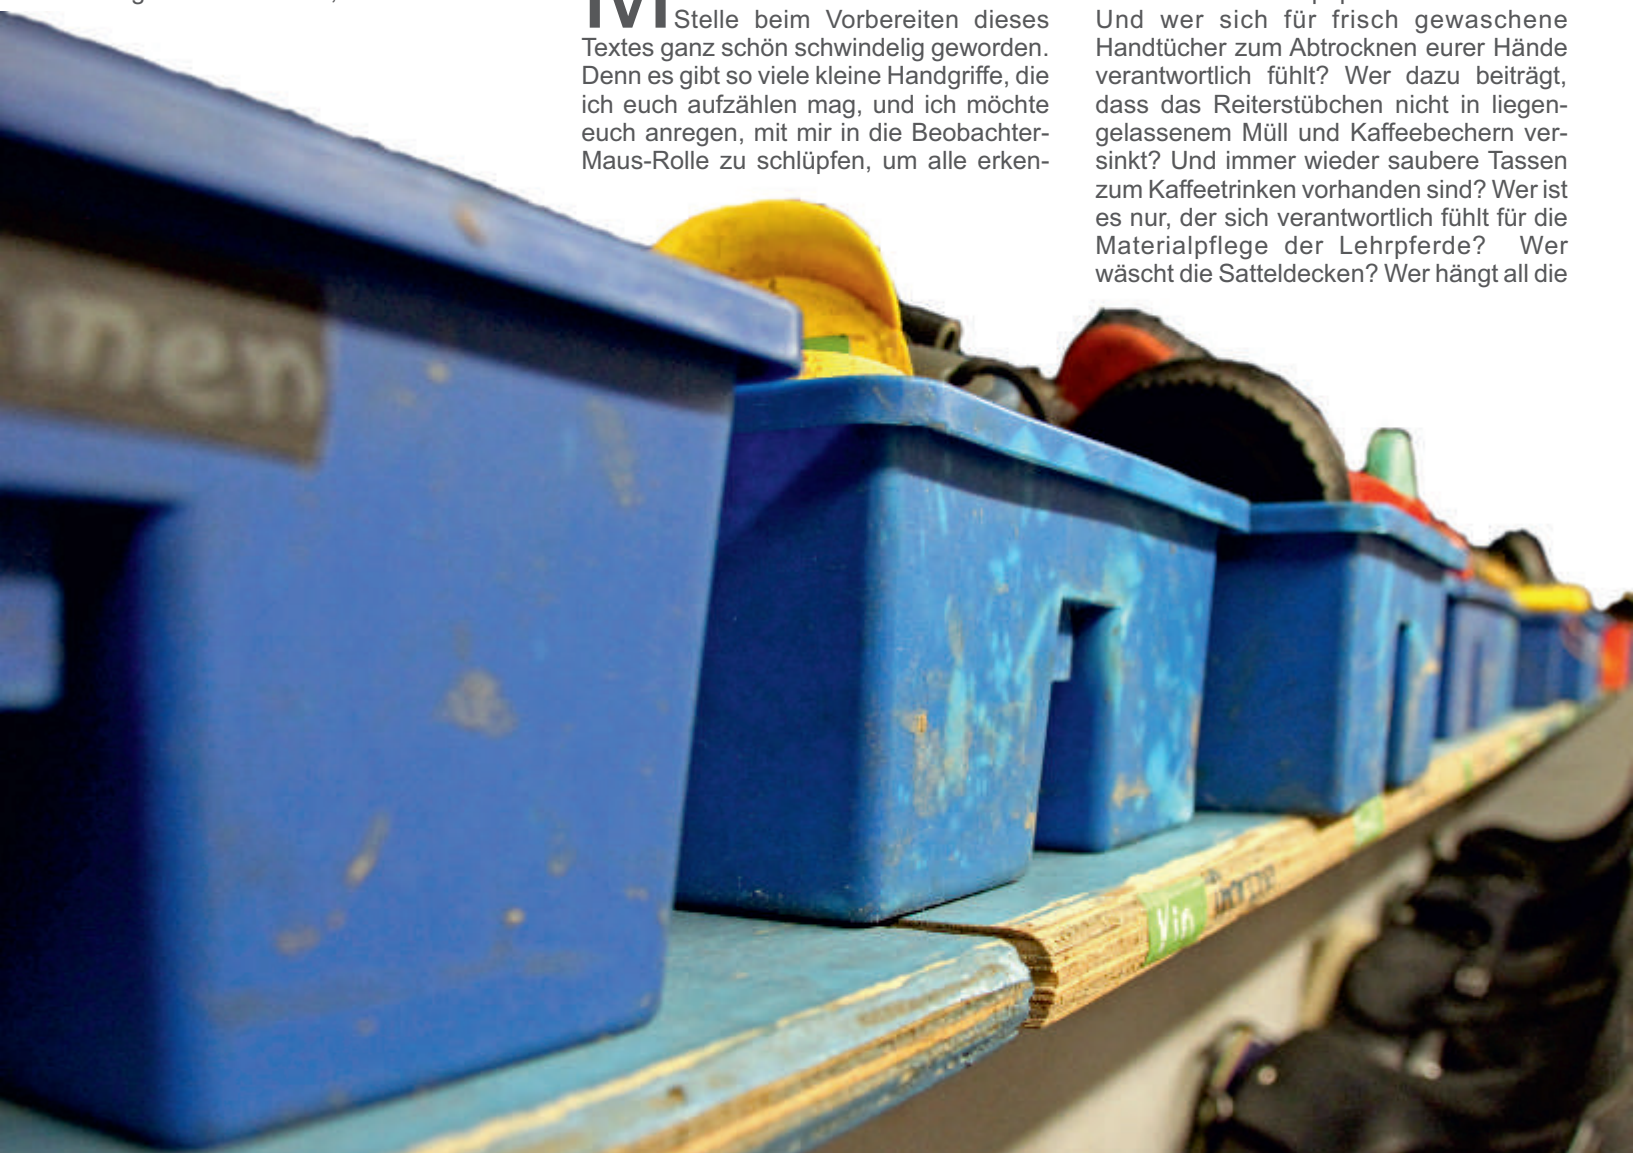 M Stelle beim Vorbereiten dieses
Textes ganz schön schwindelig geworden.
Denn es gibt so viele kleine Handgriffe, die
ich euch aufzählen mag, und ich möchte
euch anregen, mit mir in die Beobachter-
Maus-Rolle zu schlüpfen, um alle erken-
Und wer sich für frisch gewaschene
Handtücher zum Abtrocknen eurer Hände
verantwortlich fühlt? Wer dazu beiträgt,
dass das Reiterstübchen nicht in liegen-
gelassenem Müll und Kaffeebechern ver-
sinkt? Und immer wieder saubere Tassen
zum Kaffeetrinken vorhanden sind? Wer ist
es nur, der sich verantwortlich fühlt für die
Materialpflege der Lehrpferde? Wer
wäscht die Satteldecken? Wer hängt all die
men
Yin